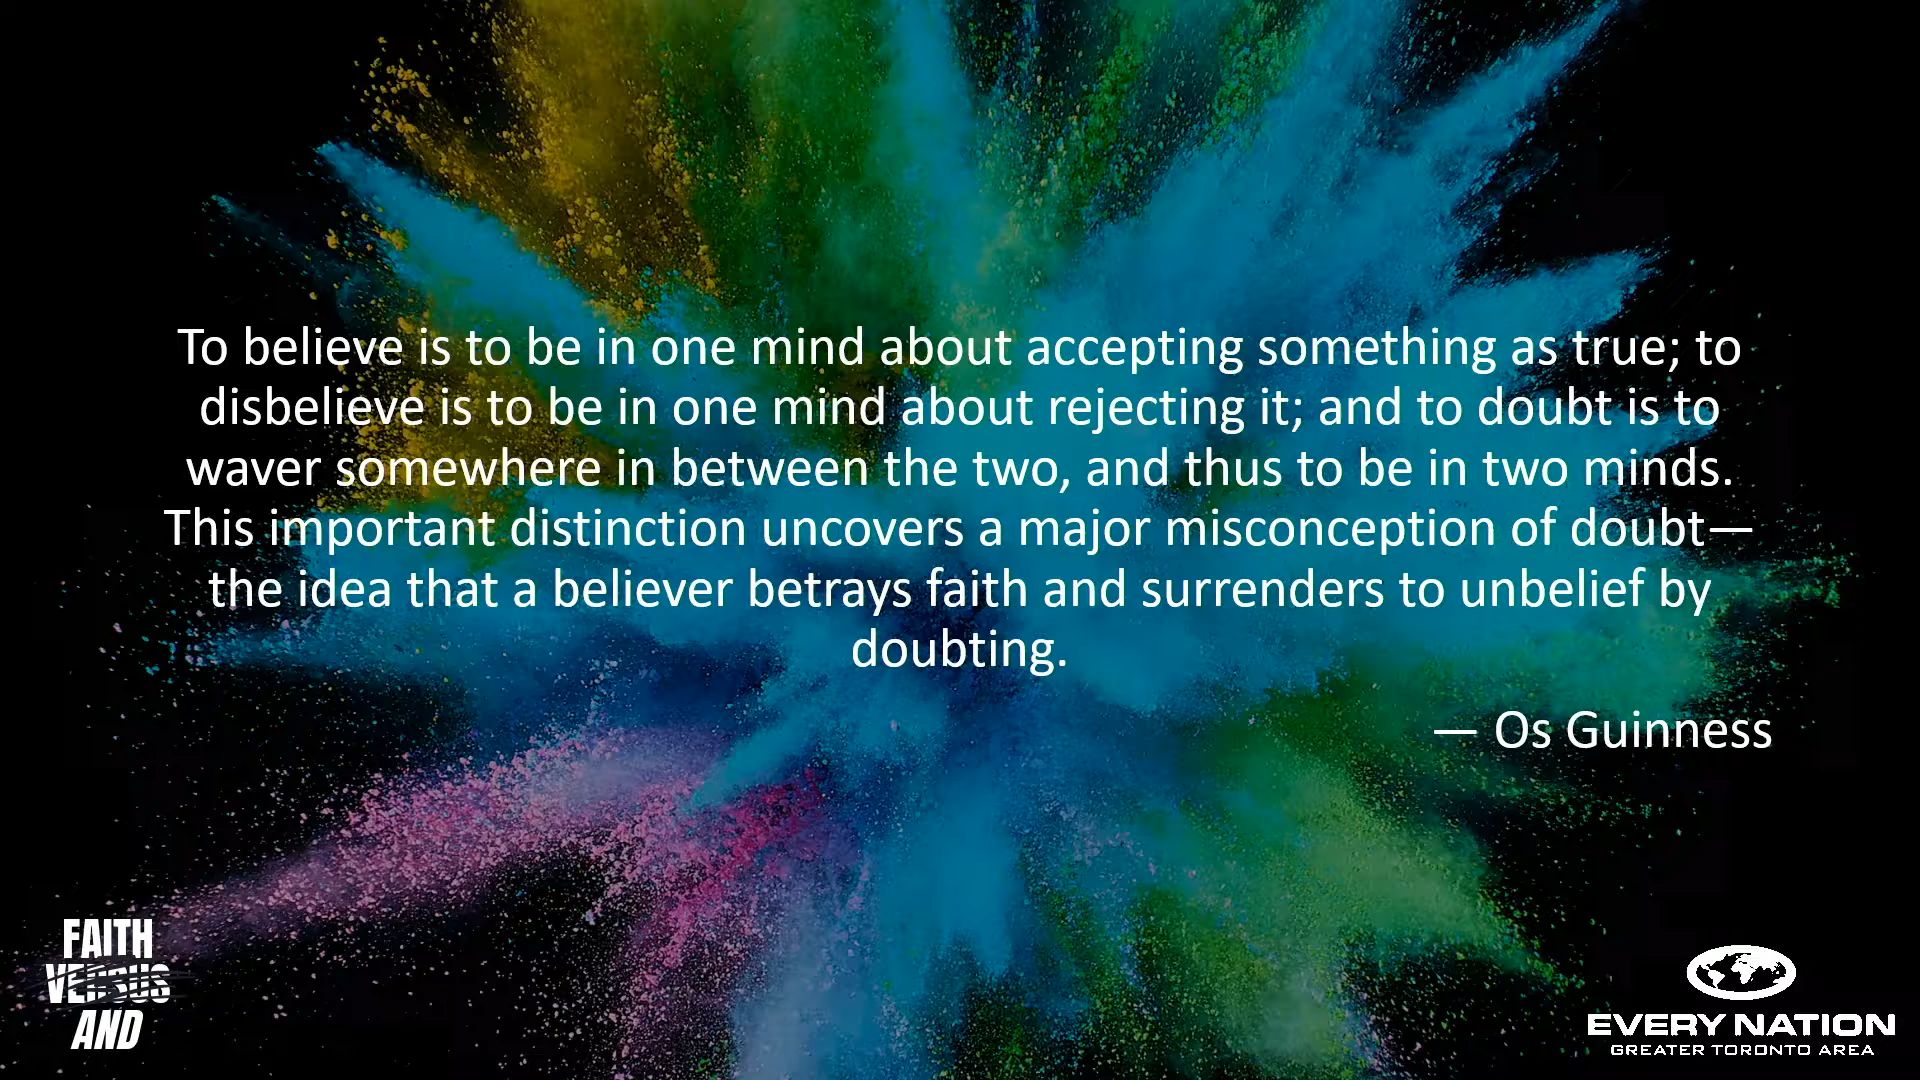 To believe is to be in one mind about accepting something as true; to
disbelieve is to be in one mind about rejecting it; and to doubt is to
waver somewhere in between the two, and thus to be in two minds.
This important distinction uncovers a major misconception of doubt—
the idea that a believer betrays faith and surrenders to unbelief by
doubting.
— Os Guinness
FAITH
VERSUS
AND
EVERY NATION
GREATER TORONTO AREA